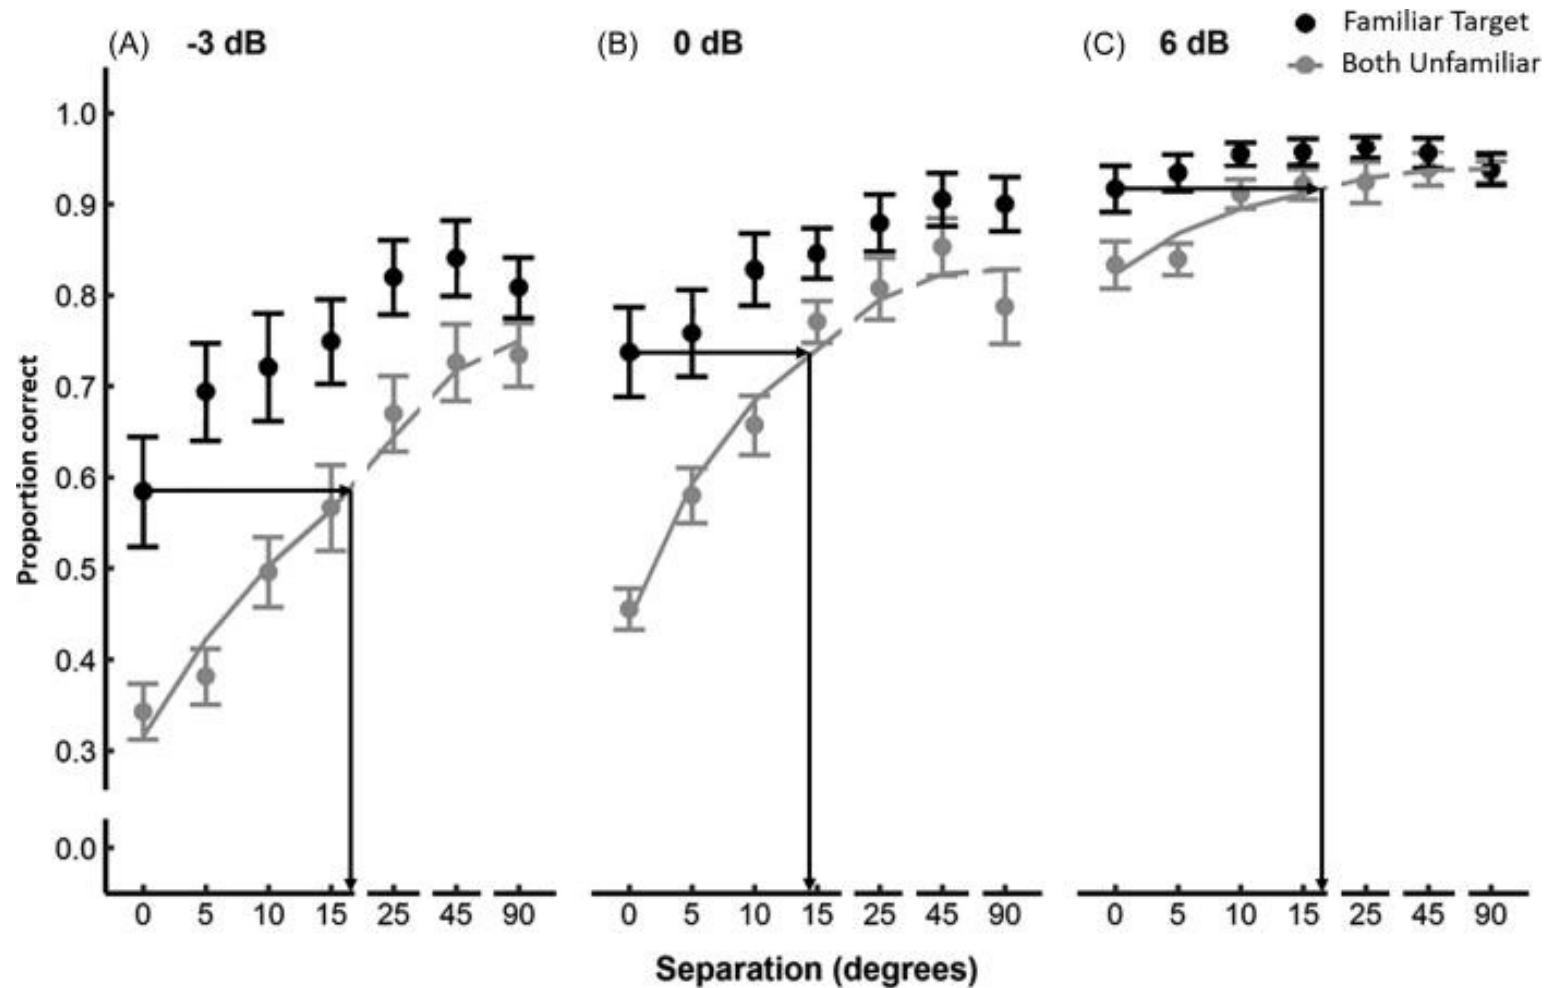 (A) -3 dB
(B) 0 dB
(C) 6 dB
Familiar Target
Both Unfamiliar
Proportion correct
1.0
0.9
0.8
0.7
0.6
0.5
0.4
0.3
0.0
0 5 10 15 25 45 90
0 5 10 15 25 45 90
0 5 10 15 25 45 90
Separation (degrees)